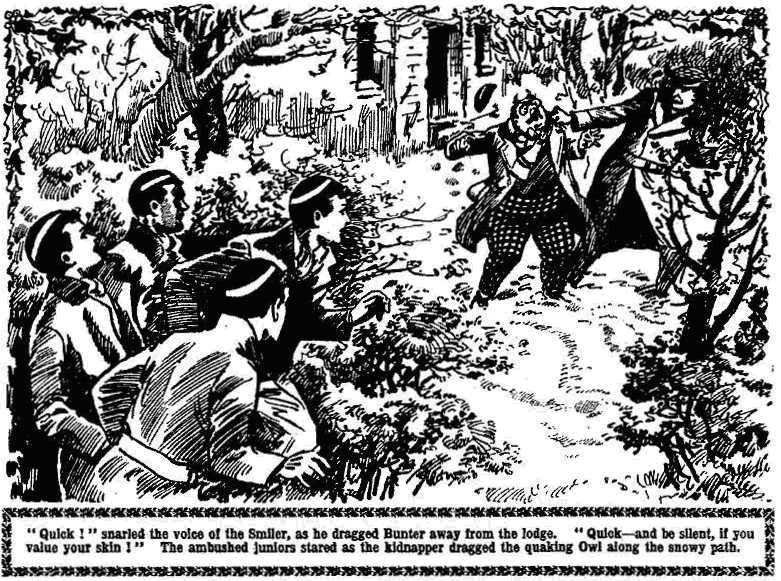 " Quick ! " snarled the voice of the Smiler, as he dragged Bunter away from the lodge. " Quick—and be silent, if you
value your skin ! " The ambushed juniors stared as the kidnapper dragged the quaking Owl along the snowy path.